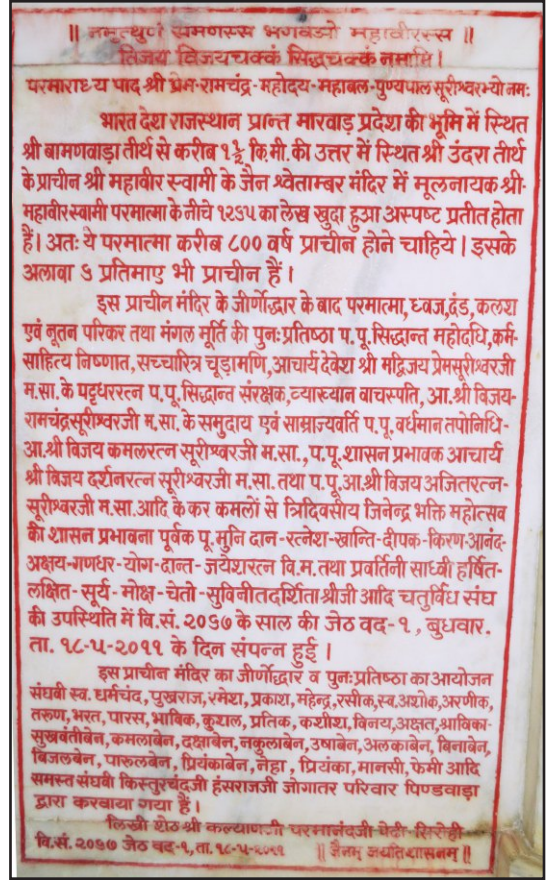 ॥ नमुत्थुणं समणस्स भगवओ महावीरस्स ॥
तिजय विजयचक्कं सिद्धचक्कं नमामि।
परमाराध्य पाद श्री प्रेम-रामचंद्र-महोदय-महाबल-पुण्यपाल सूरीश्वरभ्यो नमः
भारत देश राजस्थान प्रान्त मारवाड़ प्रदेश की भूमि में स्थित
श्री बामणवाड़ा तीर्थ से करीब १½ कि.मी. की उत्तर में स्थित श्री उंदरा तीर्थ
के प्राचीन श्री महावीर स्वामी के जैन श्वेताम्बर मंदिर में मूलनायक श्री-
महावीर स्वामी परमात्मा के नीचे १२६५ का लेख खुदा हुआ अस्पष्ट प्रतीत होता
हैं। अतः ये परमात्मा करीब ८०० वर्ष प्राचीन होने चाहिये। इसके
अलावा ६ प्रतिमाए भी प्राचीन हैं।
इस प्राचीन मंदिर के जीर्णोद्धार के बाद परमात्मा, ध्वज, दंड, कलश
एवं नूतन परिकर तथा मंगल मूर्ति की पुनः प्रतिष्ठा प. पू. सिद्धान्त महोदधि, कर्म-
साहित्य निष्णात, सच्चारित्र चूड़ामणि, आचार्य देवेश श्री मद्विजय प्रेमसूरीश्वरजी
म.सा. के पट्टधररत्न प.पू. सिद्धान्त संरक्षक, व्याख्यान वाचस्पति, आ.श्री विजय-
रामचंद्रसूरीश्वरजी म.सा. के समुदाय एवं साम्राज्यवर्ति प.पू. वर्धमान तपोनिधि-
आ.श्री विजय कमलरत्न सूरीश्वरजी म.सा., प.पू. शासन प्रभावक आचार्य
श्री विजय दर्शनरत्न सूरीश्वरजी म.सा. तथा प.पू. आ.श्री विजय अजितरत्न-
सूरीश्वरजी म.सा. आदि के कर कमलों से त्रिदिवसीय जिनेन्द्र भक्ति महोत्सव
की शासन प्रभावना पूर्वक पू. मुनि दान-रत्नेश-खान्ति-दीपक-किरण-आनंद-
अक्षय-गणधर-योग-दान्त-जयेशरत्न वि.म. तथा प्रवर्तिनी साध्वी हर्षित-
लक्षित-सूर्य-मोक्ष-चेतो-सुविनीतदर्शिताश्रीजी आदि चतुर्विध संघ
की उपस्थिति में वि.सं. २०६७ के साल की जेठ वद-१, बुधवार.
ता. १८-५-२०११ के दिन संपन्न हुई।
इस प्राचीन मंदिर का जीर्णोद्धार व पुनः प्रतिष्ठा का आयोजन
संघवी स्व. धर्मचंद, पुखराज, रमेश, प्रकाश, महेन्द्र, रसीक, स्व. अशोक, अरणीक,
तरूण, भरत, पारस, भाविक, कुशल, प्रतिक, कशीश, विनय, अक्षत, श्राविका-
सुखवंतीबेन, कमलाबेन, दक्षाबेन, नकुलाबेन, उषाबेन, अलकाबेन, बिनाबेन,
बिजलबेन, पारूलबेन, प्रियंकाबेन, नेहा, प्रियंका, मानसी, फेमी आदि
समस्त संघवी किस्तुरचंदजी हंसराजजी जोगातर परिवार पिण्डवाड़ा
द्वारा करवाया गया हैं।
लिखी शेठ श्री कल्याणजी परमानंदजी पेढी-सिरोही
वि.सं. २०६७ जेठ वद-१, ता. १८-५-२०११ ॥ जैनम् जयति शासनम् ॥